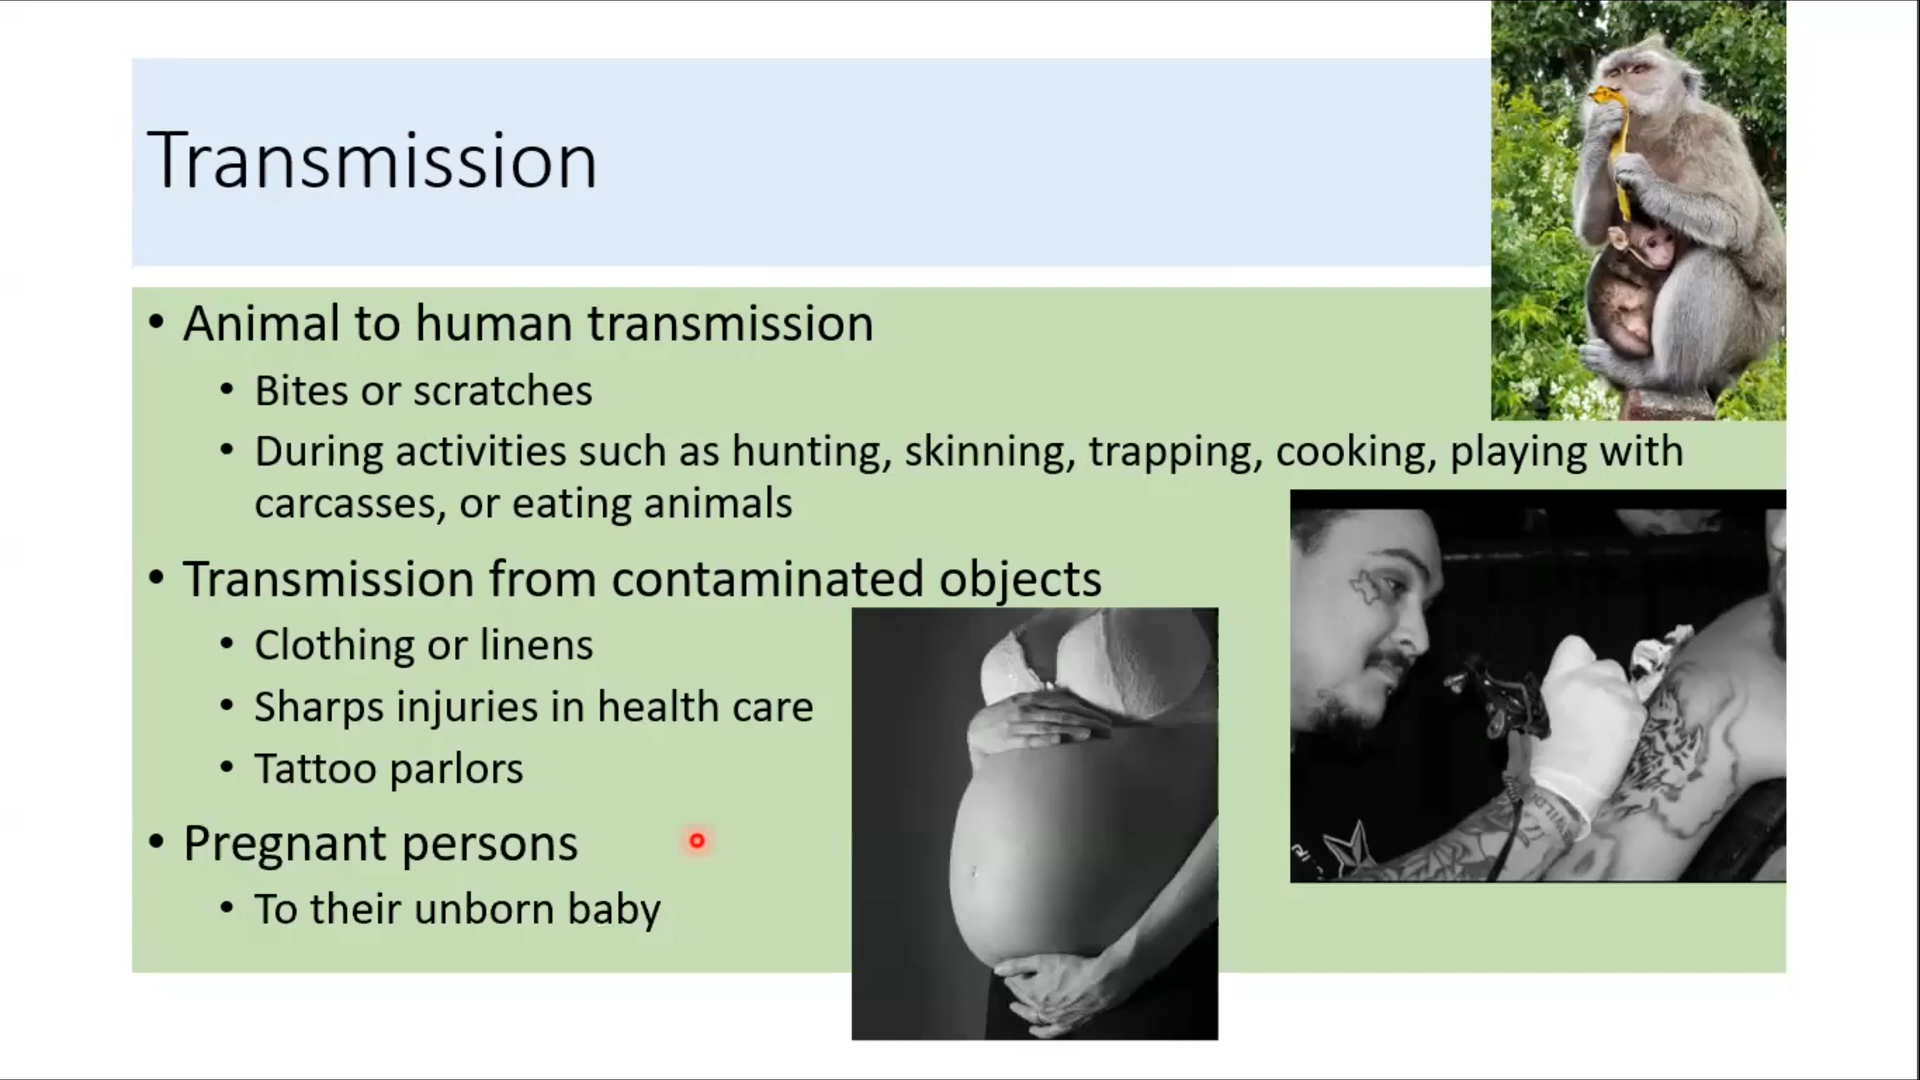 Transmission
• Animal to human transmission
• Bites or scratches
• During activities such as hunting, skinning, trapping, cooking, playing with
carcasses, or eating animals
• Transmission from contaminated objects
• Clothing or linens
• Sharps injuries in health care
• Tattoo parlors
• Pregnant persons
• To their unborn baby